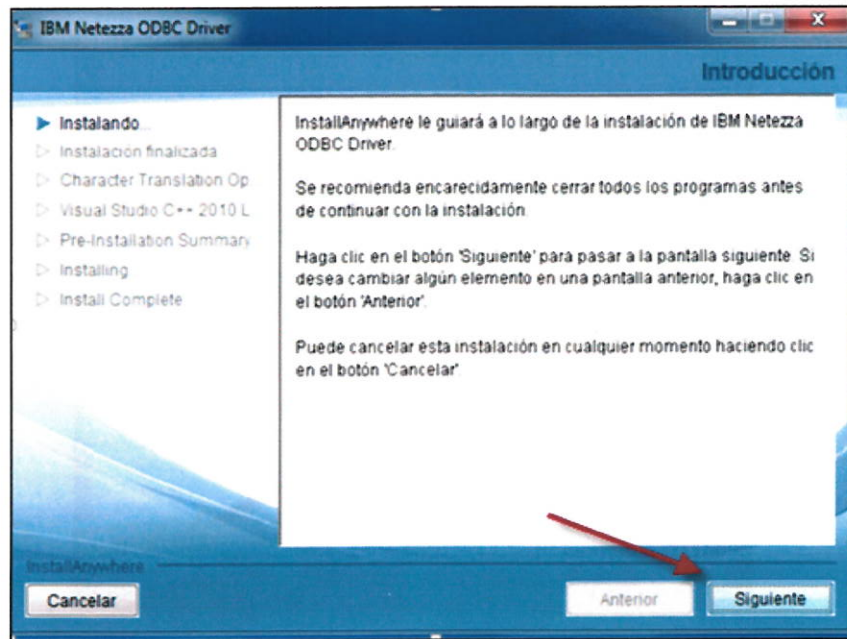 IBM Netezza ODBC Driver
Introducción
Instalando...
Instalación finalizada
Character Translation Op
Visual Studio C++ 2010 L
Pre-Installation Summary
Installing
Install Complete
InstallAnywhere le guiará a lo largo de la instalación de IBM Netezza
ODBC Driver.
Se recomienda encarecidamente cerrar todos los programas antes
de continuar con la instalación.
Haga clic en el botón 'Siguiente' para pasar a la pantalla siguiente. Si
desea cambiar algún elemento en una pantalla anterior, haga clic en
el botón 'Anterior'.
Puede cancelar esta instalación en cualquier momento haciendo clic
en el botón 'Cancelar'
InstallAnywhere
Cancelar
Anterior
Siguiente